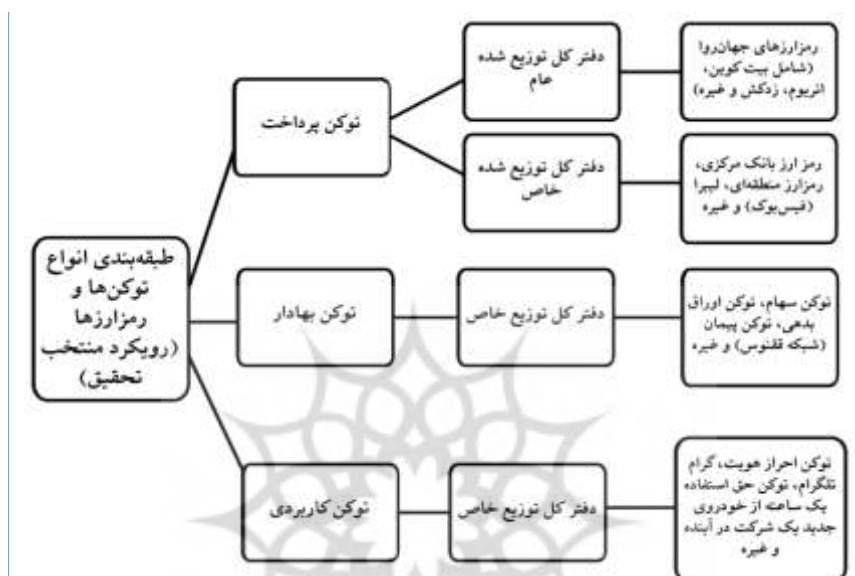 طبقه‌بندی انواع
توکن‌ها و
رمزارزها
(رویکرد منتخب
تحقیق)
توکن پرداخت
دفتر کل توزیع شده
عام
رمزارزهای جهان‌روا
(شامل بیت‌کوین،
اتریوم، زدکش و غیره)
دفتر کل توزیع شده
خاص
رمز ارز بانک مرکزی،
رمزارز منطقه‌ای، لیبرا
(فیس‌بوک) و غیره
توکن بهادار
دفتر کل توزیع خاص
توکن سهام، توکن اوراق
بدهی، توکن پیمان
(شبکه ققنوس) و غیره
توکن کاربردی
دفتر کل توزیع خاص
توکن احراز هویت، گرام
تلگرام، توکن حق استفاده
یک ساعته از خودروی
جدید یک شرکت در آینده
و غیره